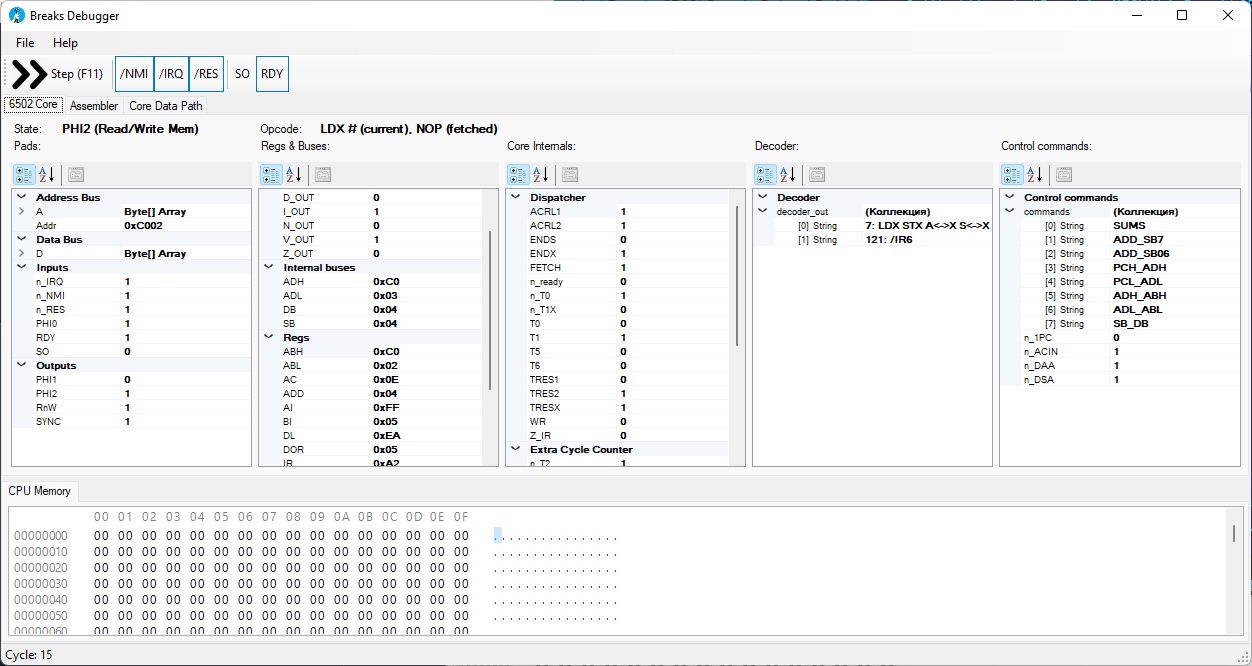 Breaks Debugger
File Help
Step (F11) /NMI /IRQ /RES SO RDY
6502 Core Assembler Core Data Path
State: PHI2 (Read/Write Mem) Opcode: LDX # (current), NOP (fetched)
Pads: Regs & Buses: Core Internals: Decoder: Control commands:
Address Bus
A Byte[] Array
Addr 0xC002
Data Bus
D Byte[] Array
Inputs
n_IRQ 1
n_NMI 1
n_RES 1
PHI0 1
RDY 1
SO 0
Outputs
PHI1 0
PHI2 1
RnW 1
SYNC 1
D_OUT 0
I_OUT 1
N_OUT 0
V_OUT 1
Z_OUT 0
Internal buses
ADH 0xC0
ADL 0x03
DB 0x04
SB 0x04
Regs
ABH 0xC0
ABL 0x02
AC 0x0E
ADD 0x04
AI 0xFF
BI 0x05
DL 0xEA
DOR 0x05
IR 0xA2
Dispatcher
ACRL1 1
ACRL2 1
ENDS 0
ENDX 1
FETCH 1
n_ready 0
n_T0 1
n_T1X 0
T0 0
T1 1
T5 0
T6 0
TRES1 0
TRES2 1
TRESX 1
WR 0
Z_IR 0
Extra Cycle Counter
n_T2 1
Decoder
decoder_out (Коллекция)
[0] String 7: LDX STX A<->X S<->X
[1] String 121: /IR6
Control commands
commands (Коллекция)
[0] String SUMS
[1] String ADD_SB7
[2] String ADD_SB06
[3] String PCH_ADH
[4] String PCL_ADL
[5] String ADH_ABH
[6] String ADL_ABL
[7] String SB_DB
n_1PC 0
n_ACIN 1
n_DAA 1
n_DSA 1
CPU Memory
00 01 02 03 04 05 06 07 08 09 0A 0B 0C 0D 0E 0F
00000000 00 00 00 00 00 00 00 00 00 00 00 00 00 00 00 00 ................
00000010 00 00 00 00 00 00 00 00 00 00 00 00 00 00 00 00 ................
00000020 00 00 00 00 00 00 00 00 00 00 00 00 00 00 00 00 ................
00000030 00 00 00 00 00 00 00 00 00 00 00 00 00 00 00 00 ................
00000040 00 00 00 00 00 00 00 00 00 00 00 00 00 00 00 00 ................
00000050 00 00 00 00 00 00 00 00 00 00 00 00 00 00 00 00 ................
00000060 00 00 00 00 00 00 00 00 00 00 00 00 00 00 00 00
Cycle: 15